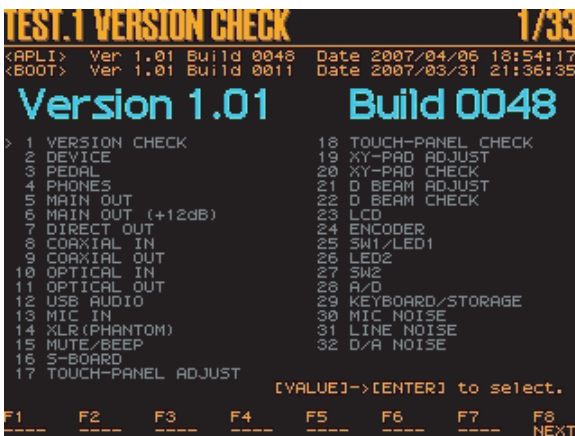 TEST.1 VERSION CHECK 1/33
<APLI> Ver 1.01 Build 0048 Date 2007/04/06 18:54:17
<BOOT> Ver 1.01 Build 0011 Date 2007/03/31 21:36:35
Version 1.01 Build 0048
> 1 VERSION CHECK
2 DEVICE
3 PEDAL
4 PHONES
5 MAIN OUT
6 MAIN OUT (+12dB)
7 DIRECT OUT
8 COAXIAL IN
9 COAXIAL OUT
10 OPTICAL IN
11 OPTICAL OUT
12 USB AUDIO
13 MIC IN
14 XLR(PHANTOM)
15 MUTE/BEEP
16 S-BOARD
17 TOUCH-PANEL ADJUST
18 TOUCH-PANEL CHECK
19 XY-PAD ADJUST
20 XY-PAD CHECK
21 D BEAM ADJUST
22 D BEAM CHECK
23 LCD
24 ENCODER
25 SW1/LED1
26 LED2
27 SW2
28 A/D
29 KEYBOARD/STORAGE
30 MIC NOISE
31 LINE NOISE
32 D/A NOISE
[VALUE]->[ENTER] to select.
F1 F2 F3 F4 F5 F6 F7 F8
---- ---- ---- ---- ---- ---- ---- NEXT